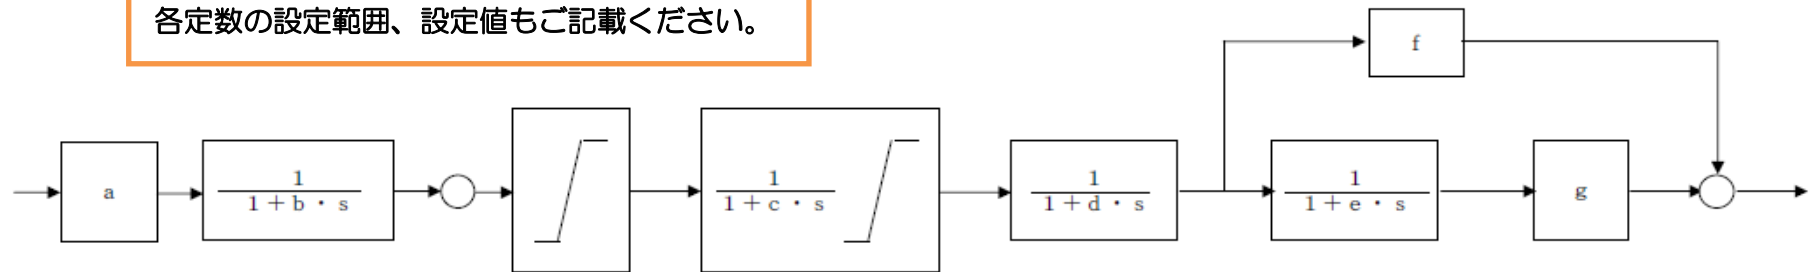 各定数の設定範囲、設定値もご記載ください。
f
a
1
1+b・s
1
1+c・s
1
1+d・s
1
1+e・s
g